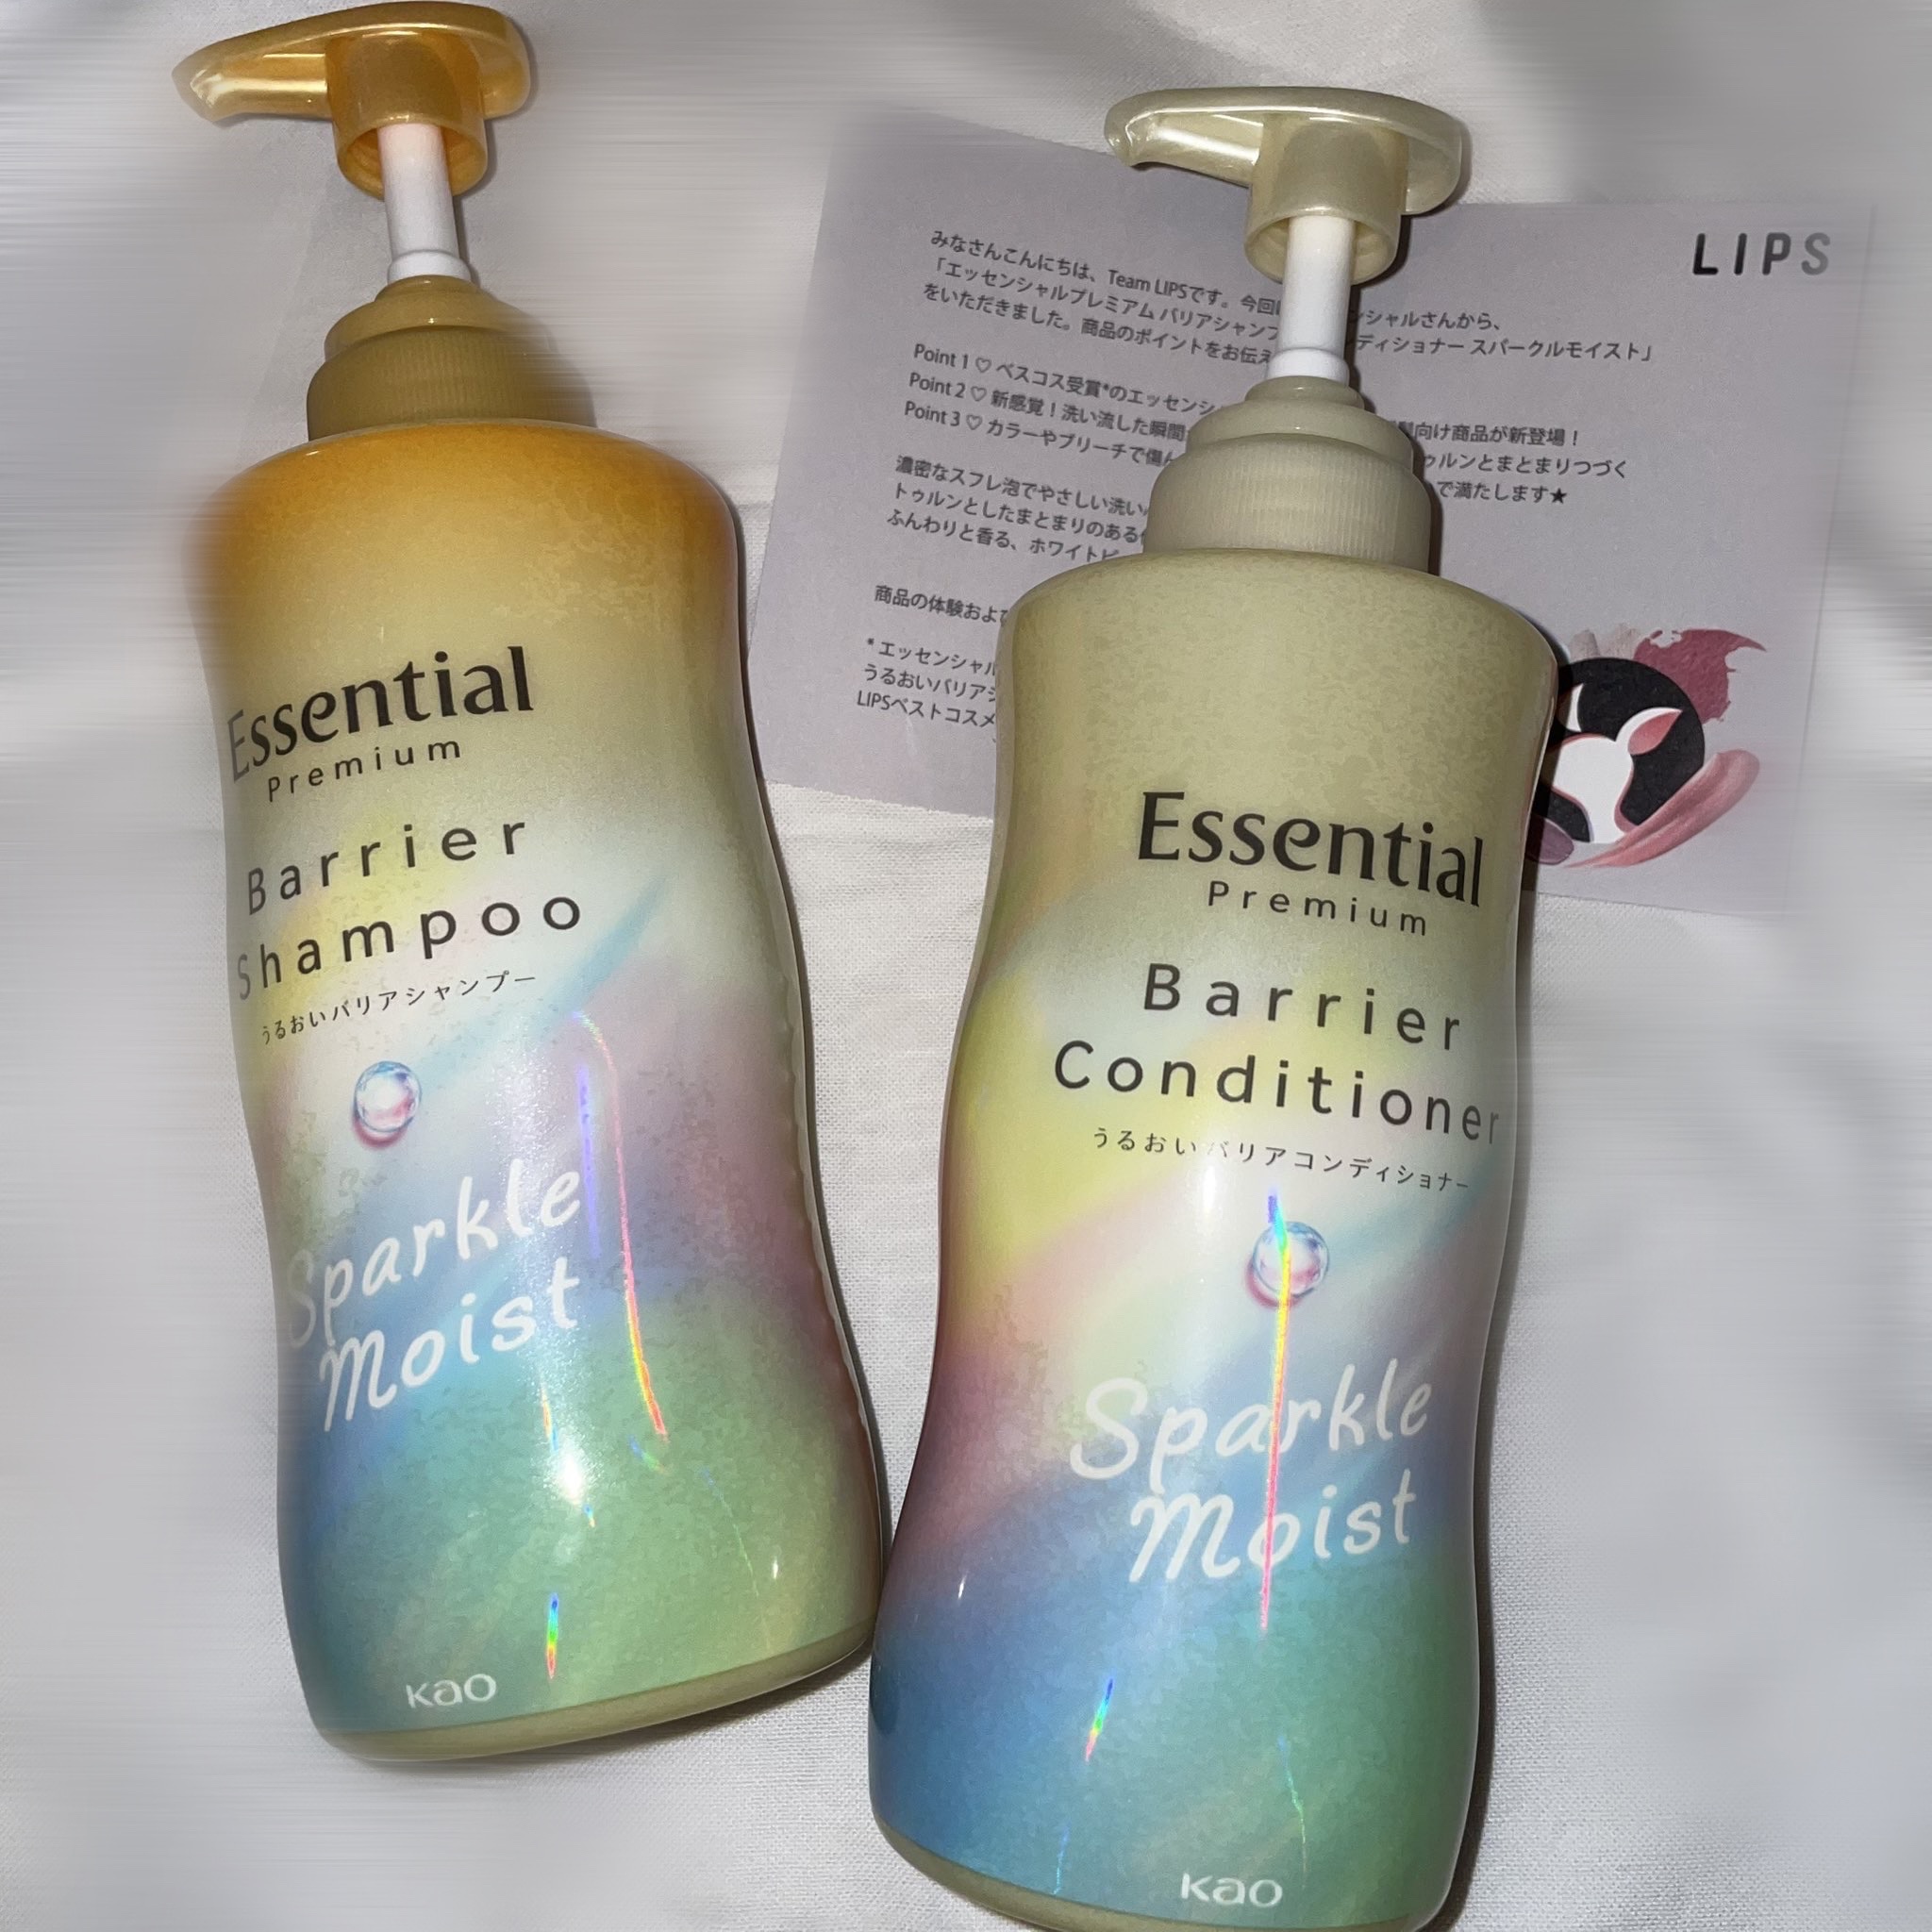 LIPS
みなさんこんにちは、Team LIPSです。今回 ンシャルさんから、
「エッセンシャルプレミアム バリアシャンプ ディショナー スパークルモイスト」
をいただきました。商品のポイントをお伝え
Point 1 ♡ ベスコス受賞*のエッセンシ 向け商品が新登場！
Point 2 ♡ 新感覚！洗い流した瞬間 ゥルンとまとまりつづく
Point 3 ♡ カラーやブリーチで傷ん で満たします★
濃密なスフレ泡でやさしい洗い
トゥルンとしたまとまりのある
ふんわりと香る、ホワイトピ
商品の体験およ
* エッセンシャル
うるおいバリアシ
LIPSベストコスメ
Essential
Premium
Barrier
Shampoo
うるおいバリアシャンプー
Sparkle
Moist
Kao
Essential
Premium
Barrier
Conditioner
うるおいバリアコンディショナー
Sparkle
Moist
Kao